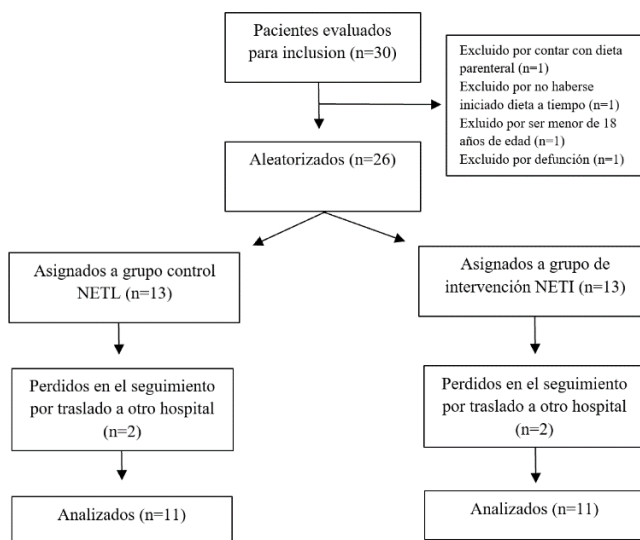 Pacientes evaluados
para inclusion (n=30)
Excluido por contar con dieta
parenteral (n=1)
Excluido por no haberse
iniciado dieta a tiempo (n=1)
Exluido por ser menor de 18
años de edad (n=1)
Excluido por defunción (n=1)
Aleatorizados (n=26)
Asignados a grupo control
NETL (n=13)
Asignados a grupo de
intervención NETI (n=13)
Perdidos en el seguimiento
por traslado a otro hospital
(n=2)
Perdidos en el seguimiento
por traslado a otro hospital
(n=2)
Analizados (n=11)
Analizados (n=11)